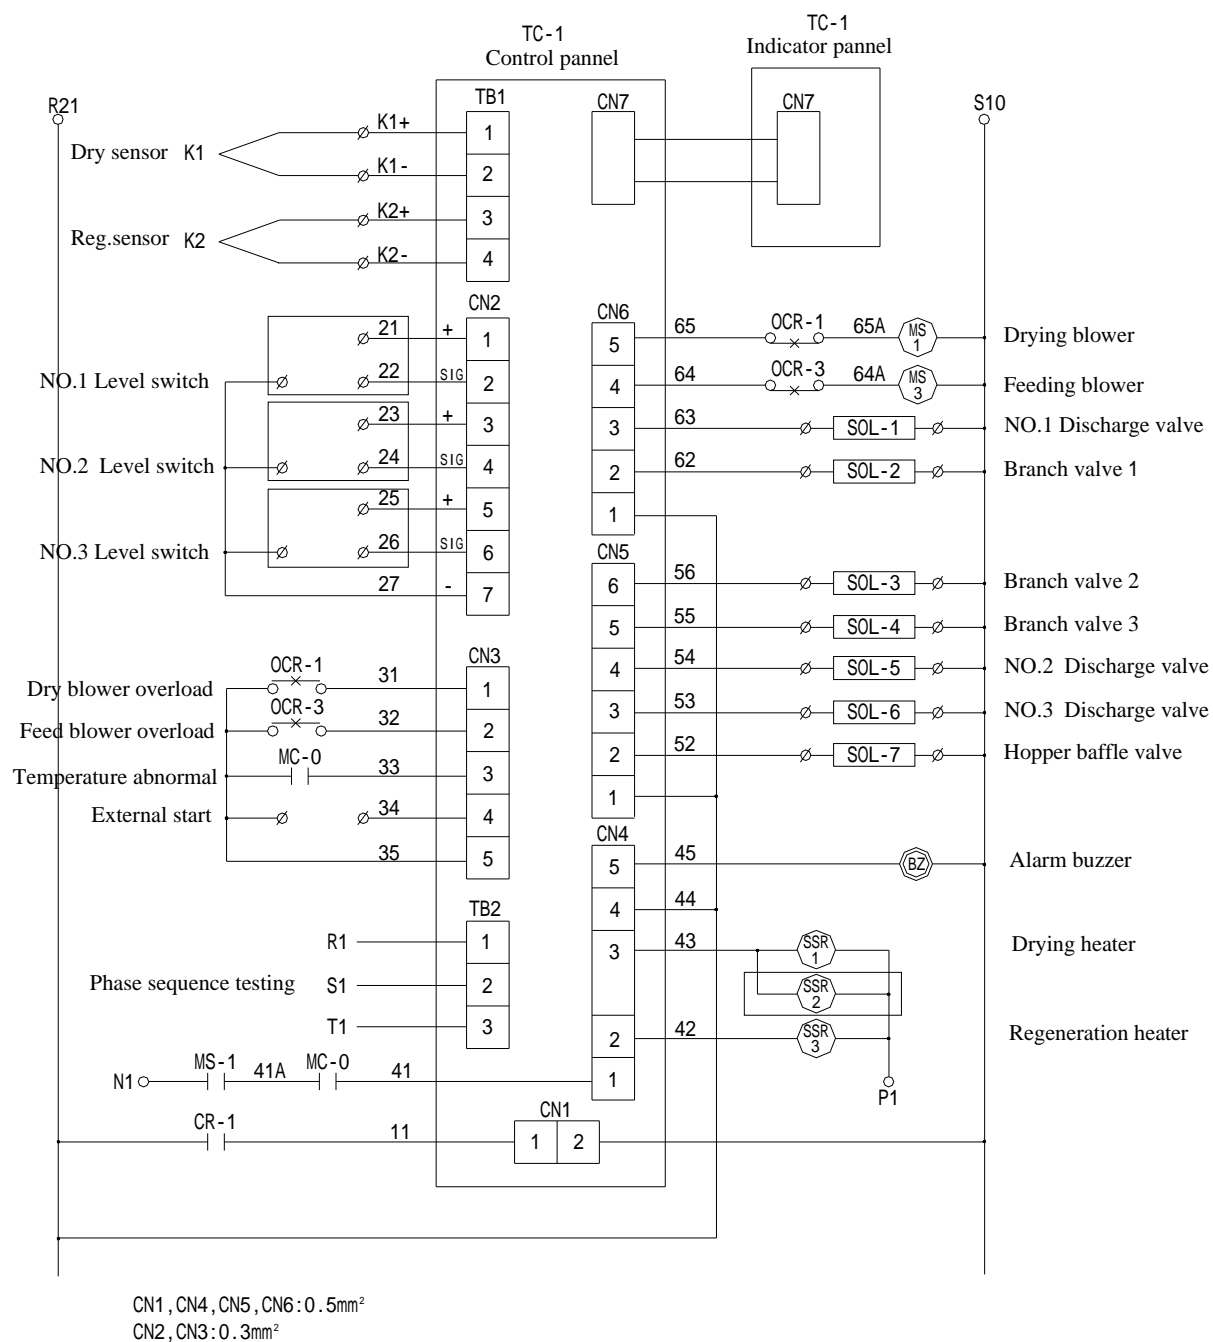 TC-1
Control pannel
TC-1
Indicator pannel
R21
S10
TB1
CN7
CN7
Dry sensor K1
K1+
1
K1-
2
Reg.sensor K2
K2+
3
K2-
4
CN2
CN6
21 + 1
NO.1 Level switch 22 SIG 2
23 + 3
NO.2 Level switch 24 SIG 4
25 + 5
NO.3 Level switch 26 SIG 6
27 - 7
5 65 OCR-1 65A MS 1 Drying blower
4 64 OCR-3 64A MS 3 Feeding blower
3 63 SOL-1 NO.1 Discharge valve
2 62 SOL-2 Branch valve 1
1
CN5
6 56 SOL-3 Branch valve 2
5 55 SOL-4 Branch valve 3
4 54 SOL-5 NO.2 Discharge valve
3 53 SOL-6 NO.3 Discharge valve
2 52 SOL-7 Hopper baffle valve
1
CN3
Dry blower overload OCR-1 31 1
Feed blower overload OCR-3 32 2
Temperature abnormal MC-0 33 3
External start 34 4
35 5
CN4
5 45 BZ Alarm buzzer
4 44
3 43 SSR 1 Drying heater
SSR 2
2 42 SSR 3 Regeneration heater
1
P1
TB2
R1 1
Phase sequence testing S1 2
T1 3
N1 MS-1 41A MC-0 41
CR-1 11
CN1
1 2
CN1,CN4,CN5,CN6:0.5mm²
CN2,CN3:0.3mm²